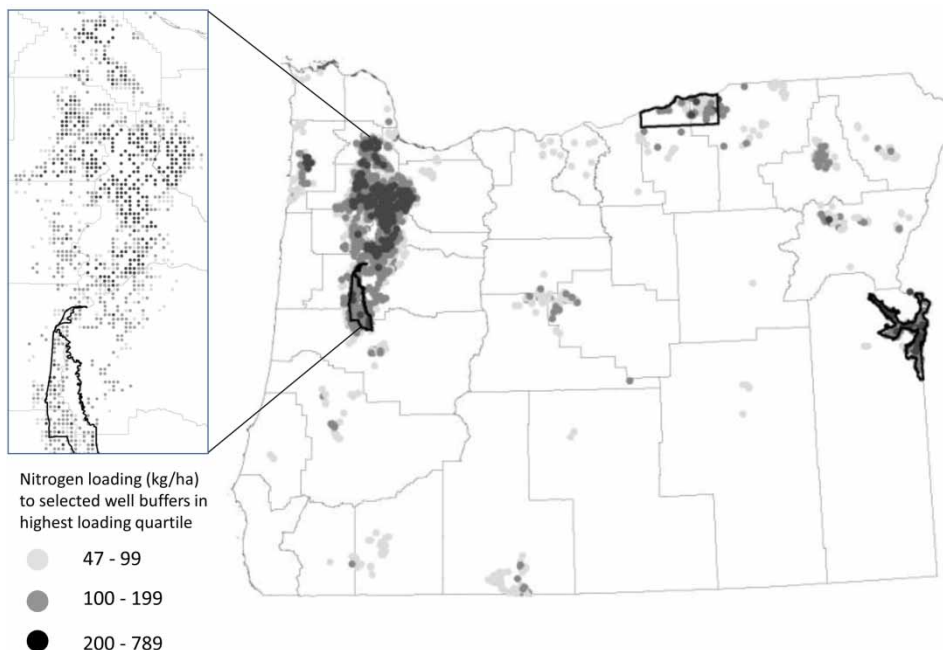 Nitrogen loading (kg/ha)
to selected well buffers in
highest loading quartile
47 - 99
100 - 199
200 - 789